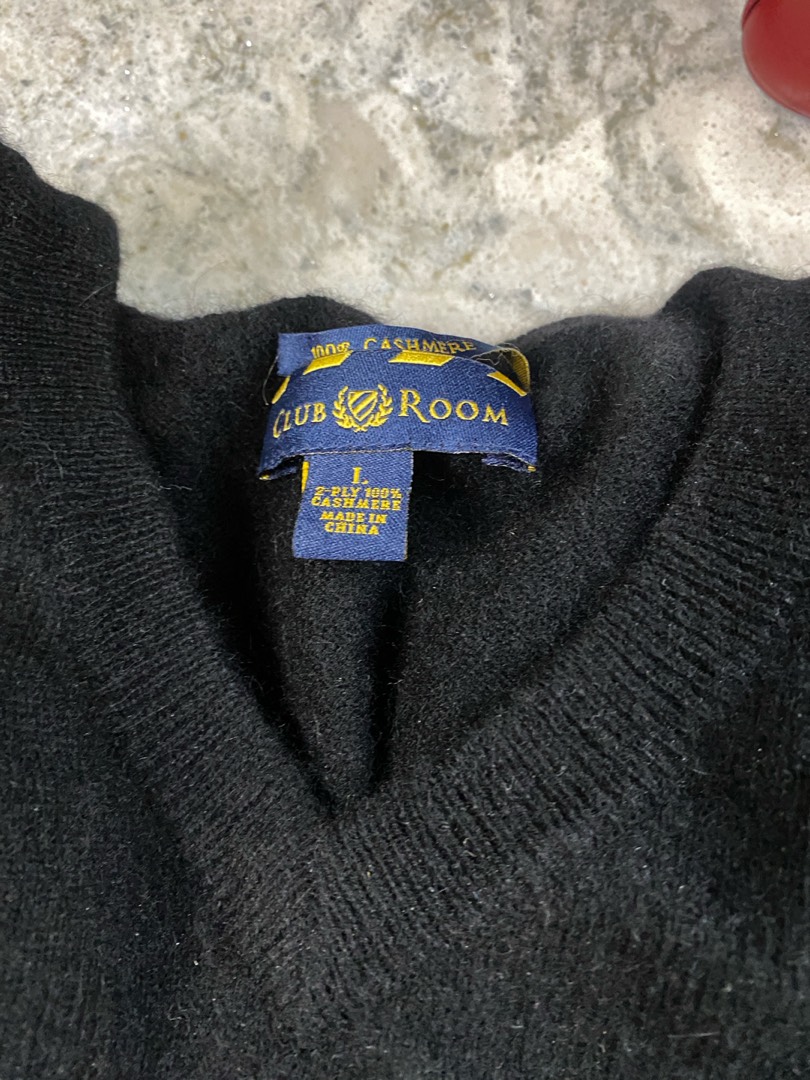 100% CASHMERE
CLUB ROOM
L
2-PLY 100%
CASHMERE
MADE IN
CHINA